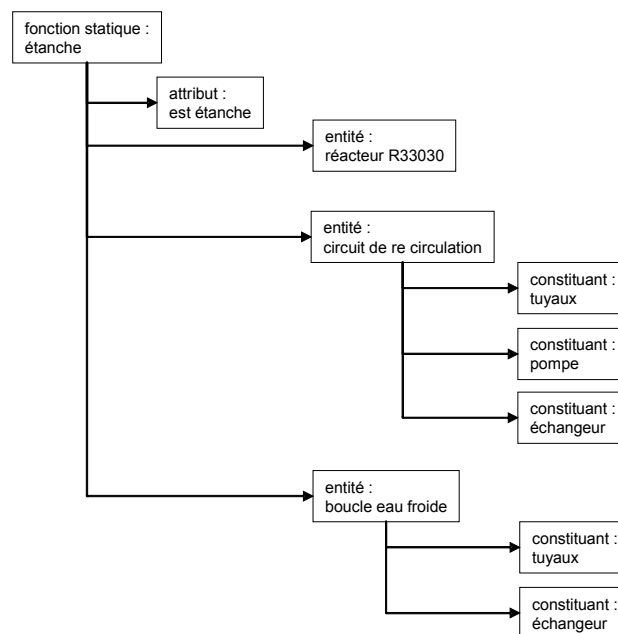 fonction statique :
étanche
attribut :
est étanche
entité :
réacteur R33030
entité :
circuit de re circulation
constituant :
tuyaux
constituant :
pompe
constituant :
échangeur
entité :
boucle eau froide
constituant :
tuyaux
constituant :
échangeur